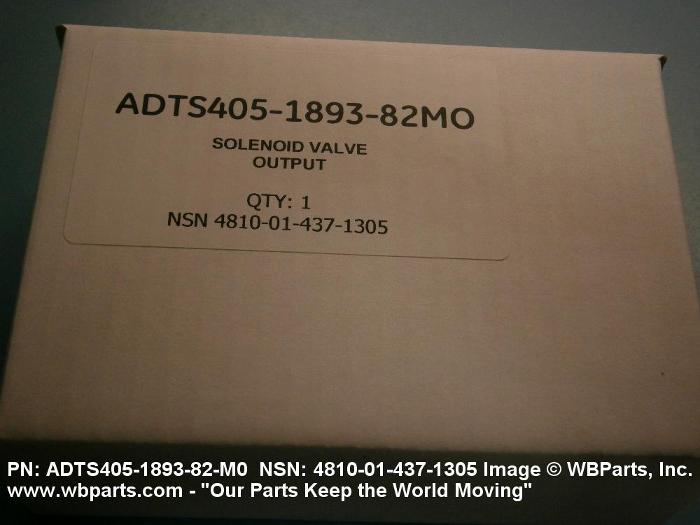 ADTS405-1893-82MO
SOLENOID VALVE
OUTPUT
QTY: 1
NSN 4810-01-437-1305
PN: ADTS405-1893-82-M0 NSN: 4810-01-437-1305 Image © WBParts, Inc.
www.wbparts.com - "Our Parts Keep the World Moving"